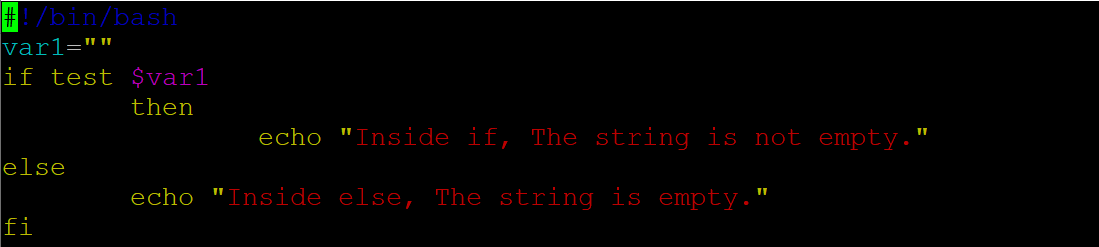 #!/bin/bash
var1=""
if test $var1
        then
                echo "Inside if, The string is not empty."
else
        echo "Inside else, The string is empty."
fi